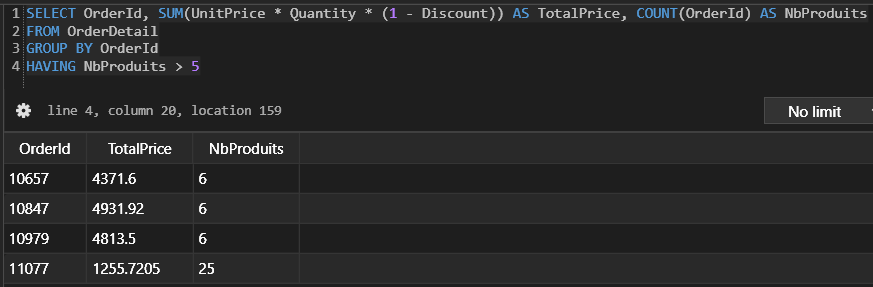 1 SELECT OrderId, SUM(UnitPrice * Quantity * (1 - Discount)) AS TotalPrice, COUNT(OrderId) AS NbProduits
2 FROM OrderDetail
3 GROUP BY OrderId
4 HAVING NbProduits > 5
line 4, column 20, location 159
No limit
OrderId TotalPrice NbProduits
10657 4371.6 6
10847 4931.92 6
10979 4813.5 6
11077 1255.7205 25